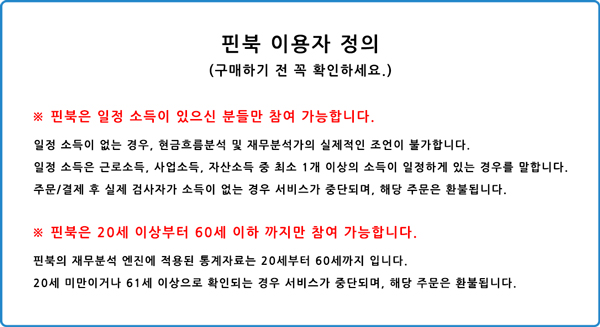 핀북 이용자 정의
(구매하기 전 꼭 확인하세요.)
※ 핀북은 일정 소득이 있으신 분들만 참여 가능합니다.
일정 소득이 없는 경우, 현금흐름분석 및 재무분석가의 실제적인 조언이 불가합니다.
일정 소득은 근로소득, 사업소득, 자산소득 중 최소 1개 이상의 소득이 일정하게 있는 경우를 말합니다.
주문/결제 후 실제 검사자가 소득이 없는 경우 서비스가 중단되며, 해당 주문은 환불됩니다.
※ 핀북은 20세 이상부터 60세 이하 까지만 참여 가능합니다.
핀북의 재무분석 엔진에 적용된 통계자료는 20세부터 60세까지 입니다.
20세 미만이거나 61세 이상으로 확인되는 경우 서비스가 중단되며, 해당 주문은 환불됩니다.